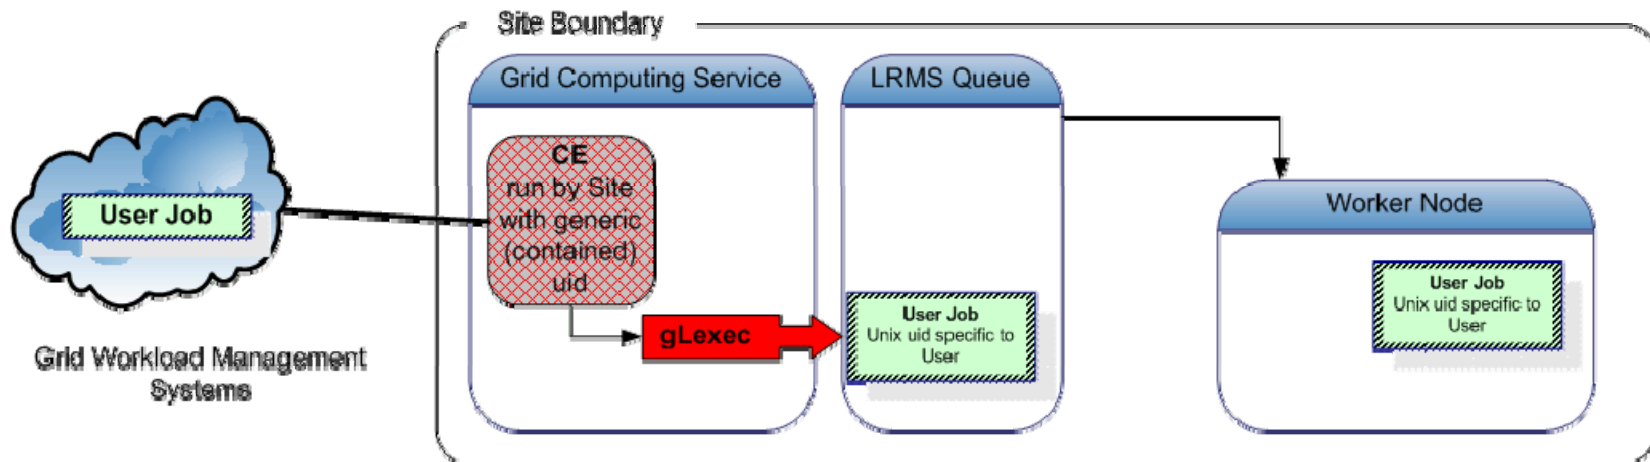 Site Boundary
Grid Computing Service
LRMS Queue
CE
run by Site
with generic
(contained)
uid
User Job
Worker Node
gLexec
User Job
Unix uid specific to
User
User Job
Unix uid specific to
User
Grid Workload Management
Systems